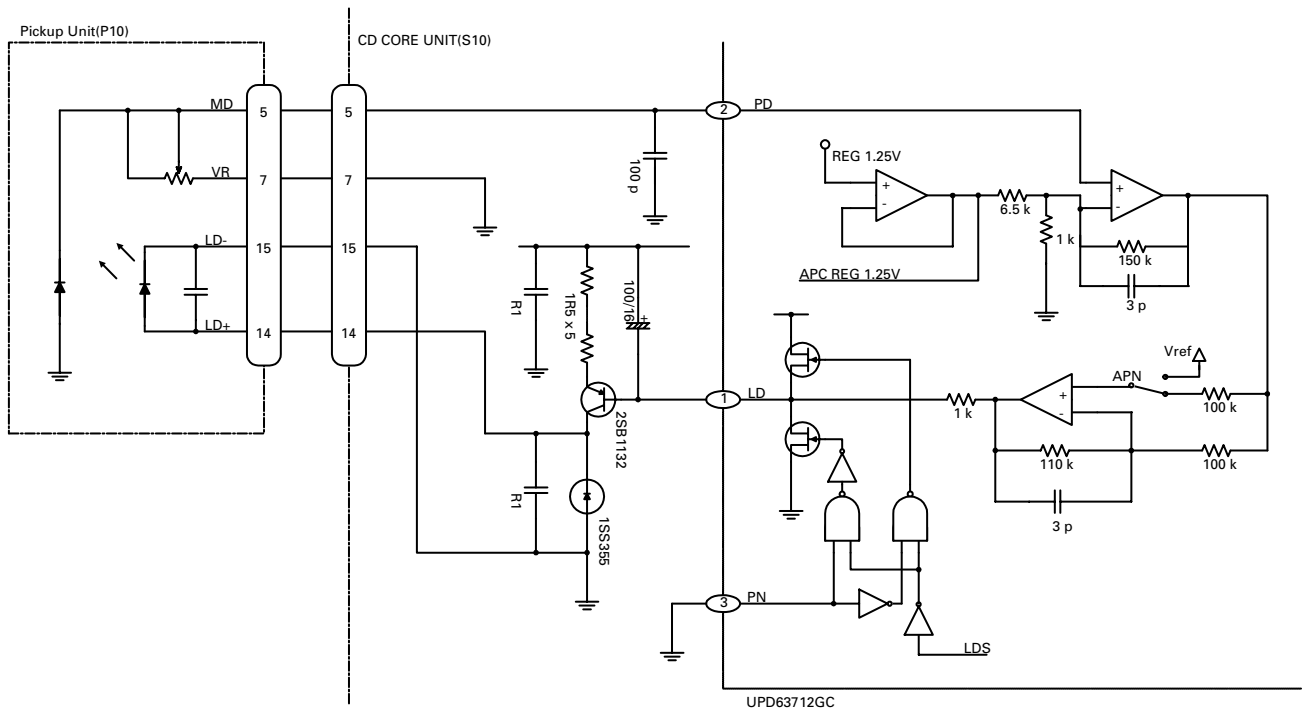 Pickup Unit(P10)
CD CORE UNIT(S10)
MD
5
5
2
PD
VR
7
7
100 p
REG 1.25V
+
-
6.5 k
1 k
+
-
150 k
3 p
APC REG 1.25V
LD-
15
15
LD+
14
14
R1
1R5 x 5
100/16
+
2SB1132
1
LD
1 k
+
-
APN
Vref
100 k
110 k
100 k
3 p
R1
1SS355
3
PN
LDS
UPD63712GC